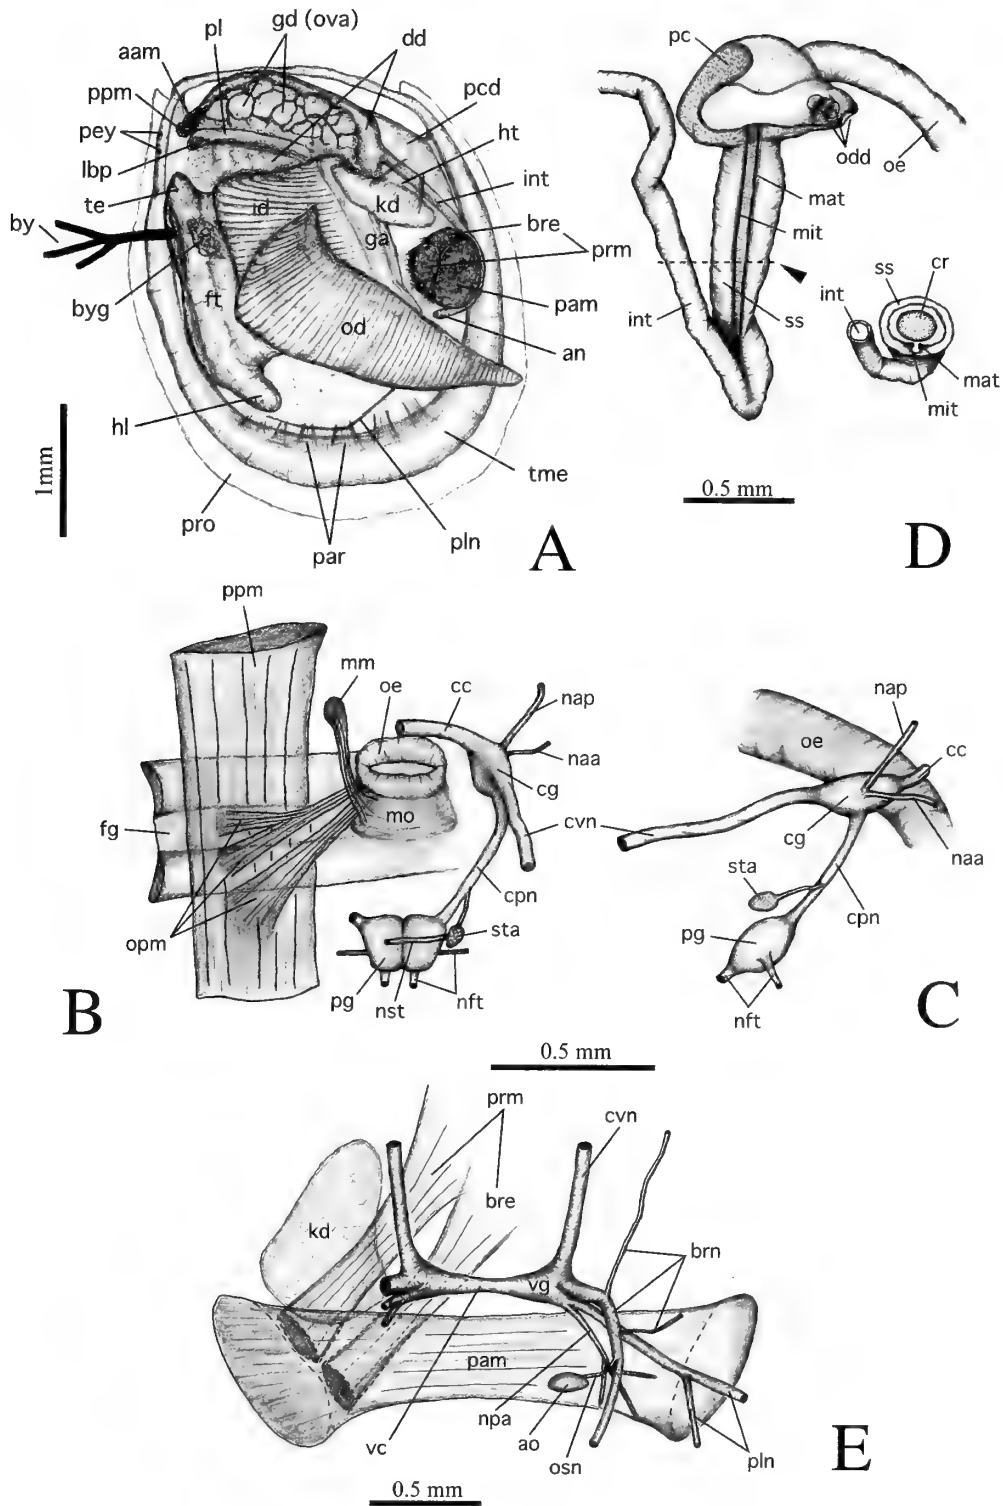 gd (ova)
pl
dd
aam
ppm
pcd
pey
ht
lbp
int
te
id
kd
by
ga
bre
prm
byg
ft
pam
od
an
hl
1mm
tme
pro
par
pln
A
pc
odd
oe
mat
mit
int
ss
ss
cr
int
mat
mit
0.5 mm
D
ppm
mm
oe
cc
nap
naa
cg
fg
mo
cvn
cpn
opm
sta
pg
nst
nft
B
nap
oe
cc
cg
naa
sta
cpn
pg
nft
C
0.5 mm
prm
cvn
bre
kd
brn
vg
pam
npa
ao
vc
osn
pln
E
0.5 mm